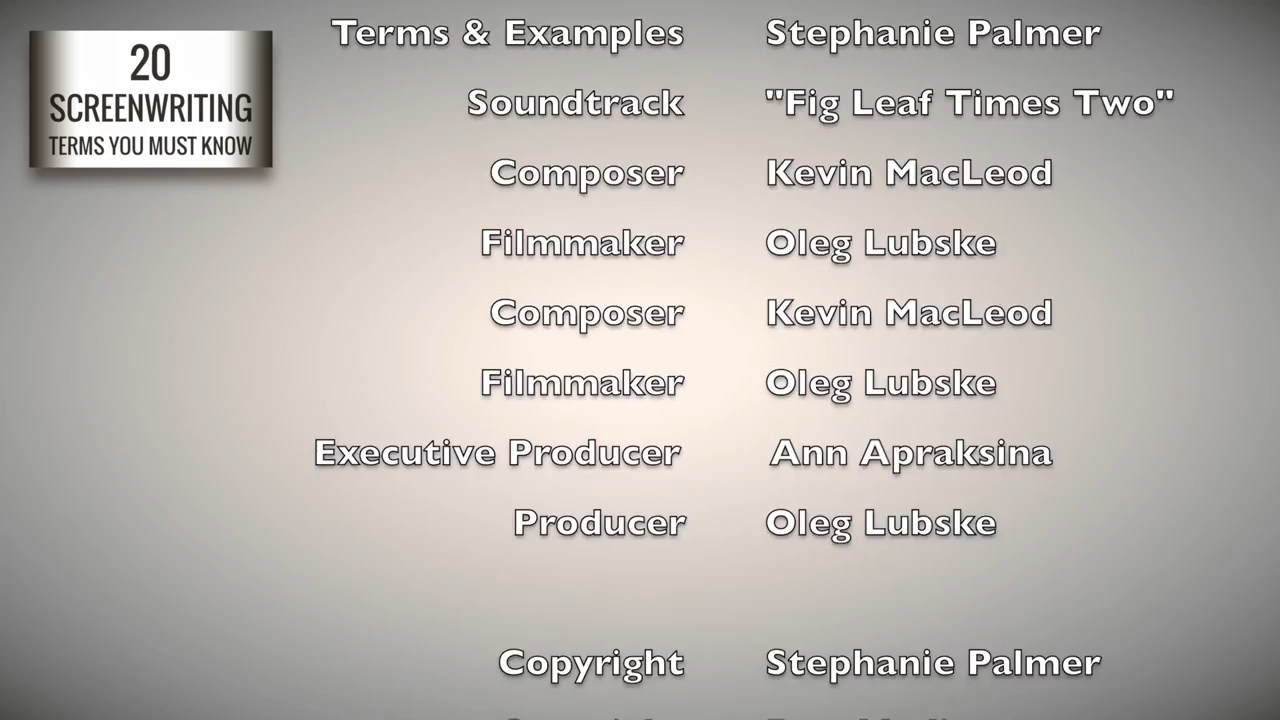 20
SCREENWRITING
TERMS YOU MUST KNOW
Terms & Examples Stephanie Palmer
Soundtrack "Fig Leaf Times Two"
Composer Kevin MacLeod
Filmmaker Oleg Lubske
Composer Kevin MacLeod
Filmmaker Oleg Lubske
Executive Producer Ann Apraksina
Producer Oleg Lubske
Copyright Stephanie Palmer